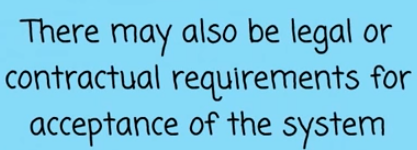 There may also be legal or
contractual requirements for
acceptance of the system